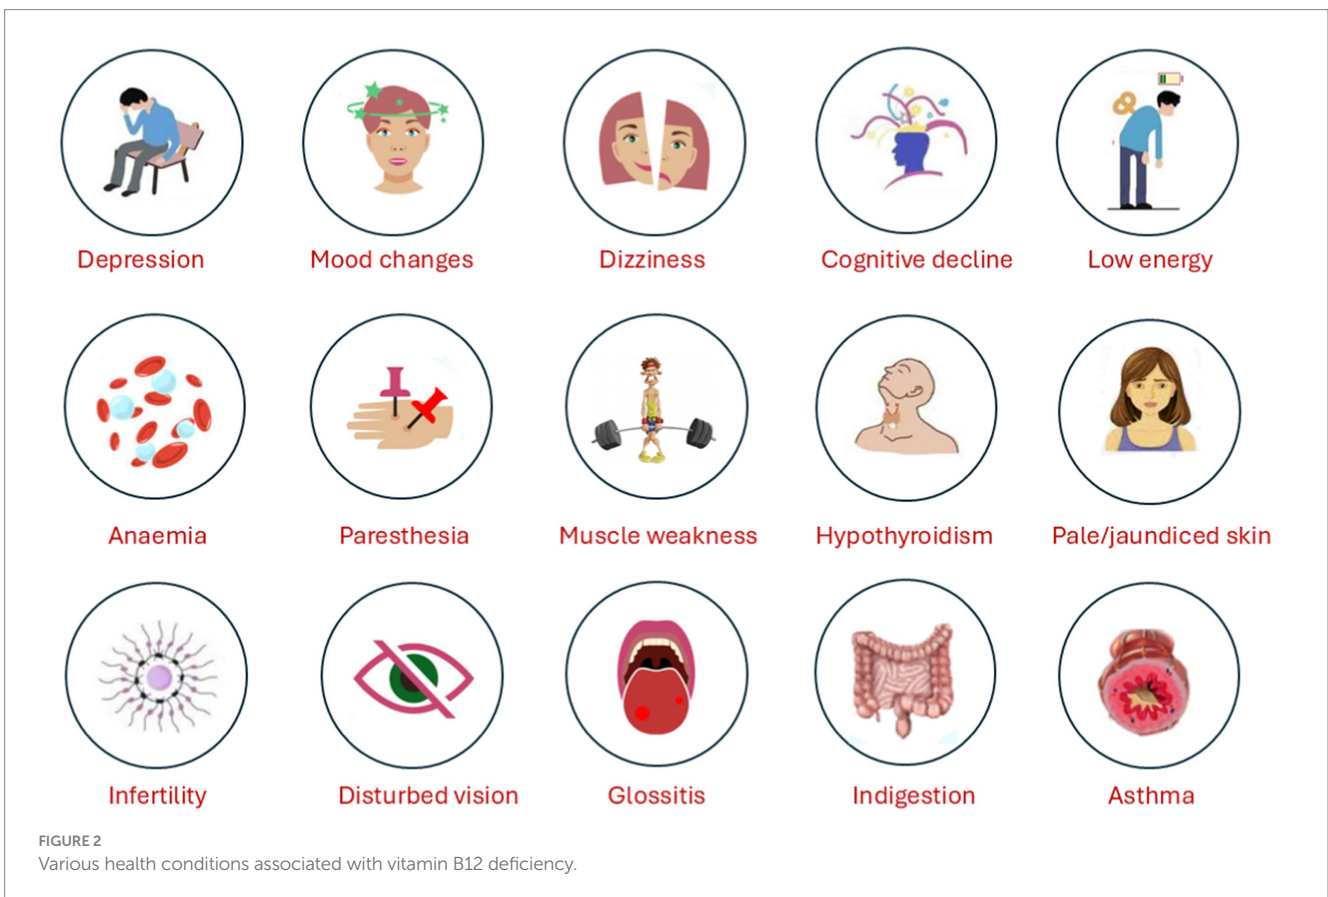 Depression
Mood changes
Dizziness
Cognitive decline
Low energy
Anaemia
Paresthesia
Muscle weakness
Hypothyroidism
Pale/jaundiced skin
Infertility
Disturbed vision
Glossitis
Indigestion
Asthma
FIGURE 2
Various health conditions associated with vitamin B12 deficiency.